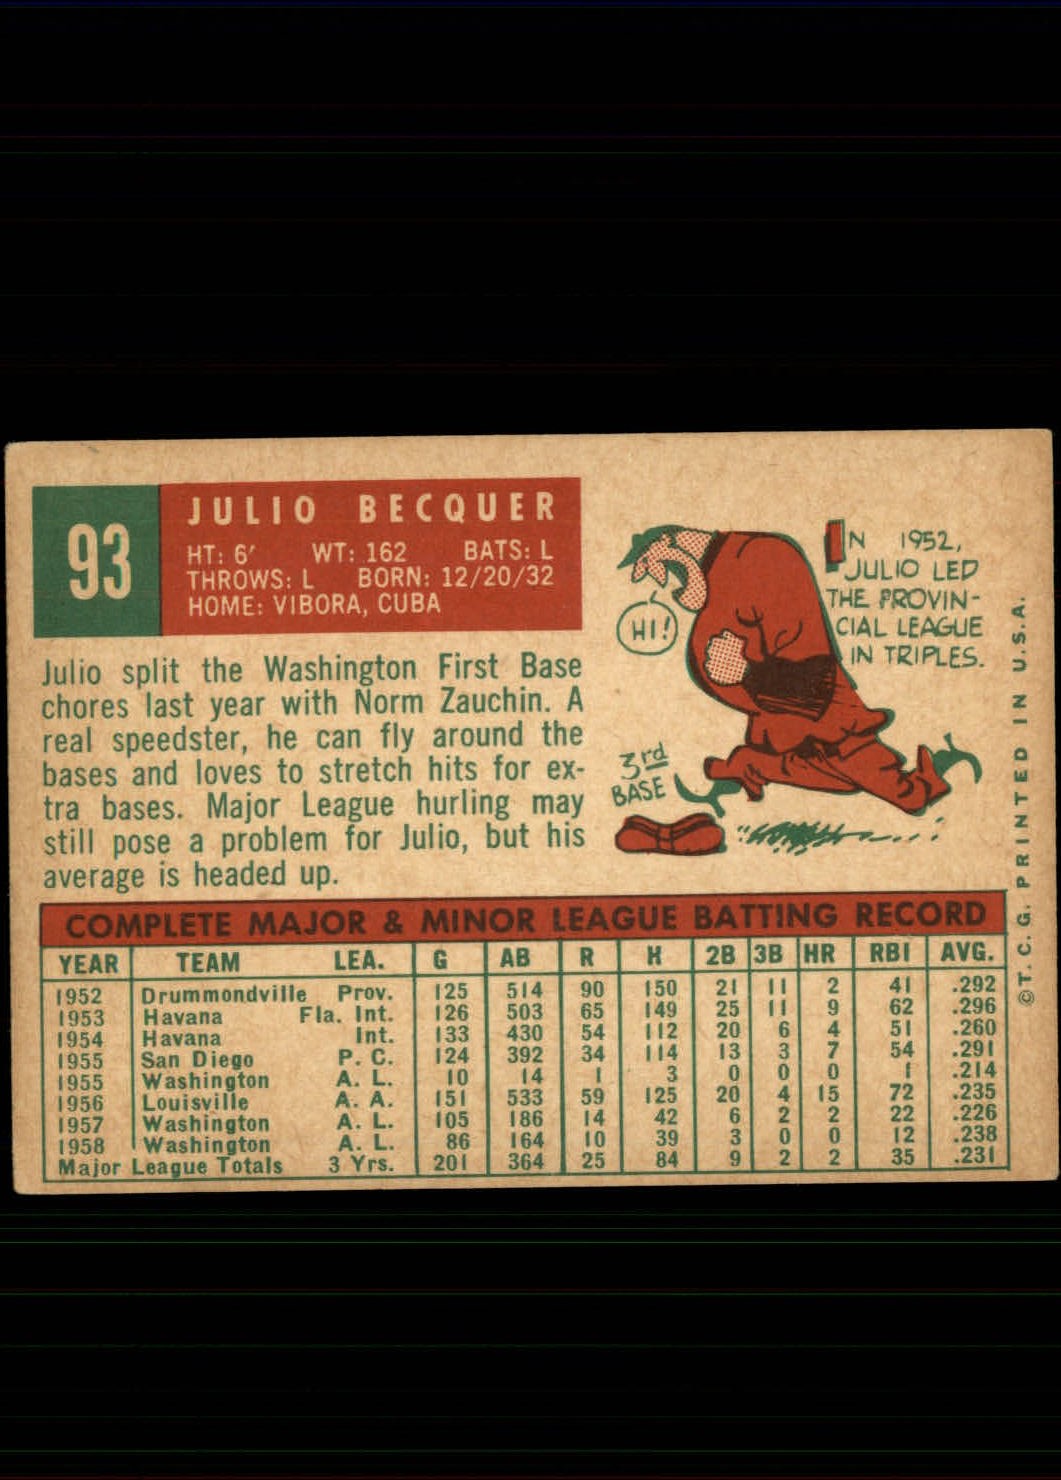 93
JULIO BECQUER
HT: 6' WT: 162 BATS: L
THROWS: L BORN: 12/20/32
HOME: VIBORA, CUBA
Julio split the Washington First Base
chores last year with Norm Zauchin. A
real speedster, he can fly around the
bases and loves to stretch hits for ex-
tra bases. Major League hurling may
still pose a problem for Julio, but his
average is headed up.
HI!
IN 1952,
JULIO LED
THE PROVIN-
CIAL LEAGUE
IN TRIPLES.
3rd
BASE
©T. C. G. PRINTED IN U.S.A.
COMPLETE MAJOR & MINOR LEAGUE BATTING RECORD
YEAR TEAM LEA. G AB R H 2B 3B HR RBI AVG.
1952 Drummondville Prov. 125 514 90 150 21 11 2 41 .292
1953 Havana Fla. Int. 126 503 65 149 25 11 9 62 .296
1954 Havana Int. 133 430 54 112 20 6 4 51 .260
1955 San Diego P. C. 124 392 34 114 13 3 7 54 .291
1955 Washington A. L. 10 14 1 3 0 0 0 1 .214
1956 Louisville A. A. 151 533 59 125 20 4 15 72 .235
1957 Washington A. L. 105 186 14 42 6 2 2 22 .226
1958 Washington A. L. 86 164 10 39 3 0 0 12 .238
Major League Totals 3 Yrs. 201 364 25 84 9 2 2 35 .231